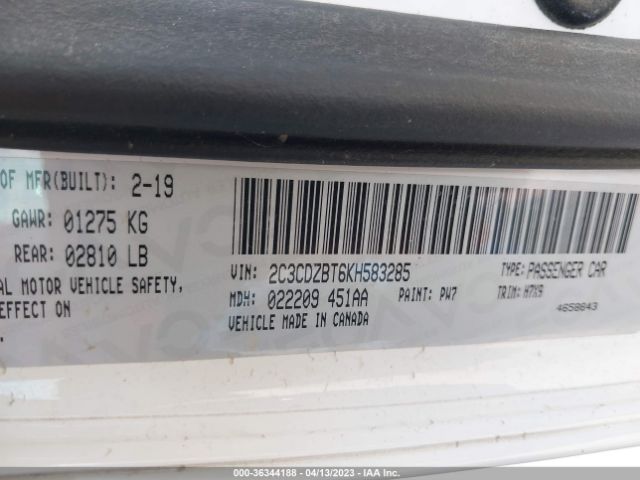 OF MFR(BUILT): 2-19
GAWR: 01275 KG
REAR: 02810 LB
AL MOTOR VEHICLE SAFETY,
EFFECT ON
VIN: 2C3CDZBT6KH583285
TYPE: PASSENGER CAR
MDH: 022209 451AA
PAINT: PW7
TRIM: H7X9
VEHICLE MADE IN CANADA
4658643
000-36344188 - 04/13/2023 - IAA Inc.